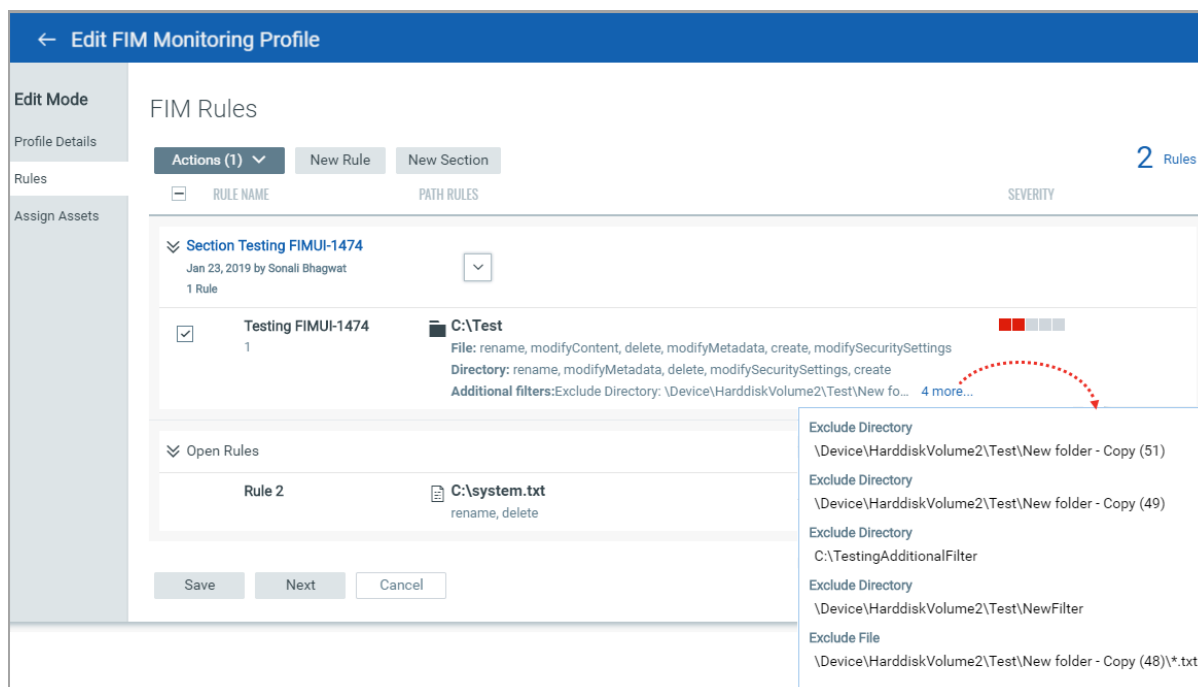 ← Edit FIM Monitoring Profile
Edit Mode
Profile Details
Rules
Assign Assets
FIM Rules
Actions (1) New Rule New Section
2 Rules
RULE NAME PATH RULES SEVERITY
Section Testing FIMUI-1474
Jan 23, 2019 by Sonali Bhagwat
1 Rule
Testing FIMUI-1474 C:\Test
1 File: rename, modifyContent, delete, modifyMetadata, create, modifySecuritySettings
Directory: rename, modifyMetadata, delete, modifySecuritySettings, create
Additional filters:Exclude Directory: \Device\HarddiskVolume2\Test\New fo... 4 more...
Open Rules
Rule 2 C:\system.txt
rename, delete
Save Next Cancel
Exclude Directory
\Device\HarddiskVolume2\Test\New folder - Copy (51)
Exclude Directory
\Device\HarddiskVolume2\Test\New folder - Copy (49)
Exclude Directory
C:\TestingAdditionalFilter
Exclude Directory
\Device\HarddiskVolume2\Test\NewFilter
Exclude File
\Device\HarddiskVolume2\Test\New folder - Copy (48)\*.txt